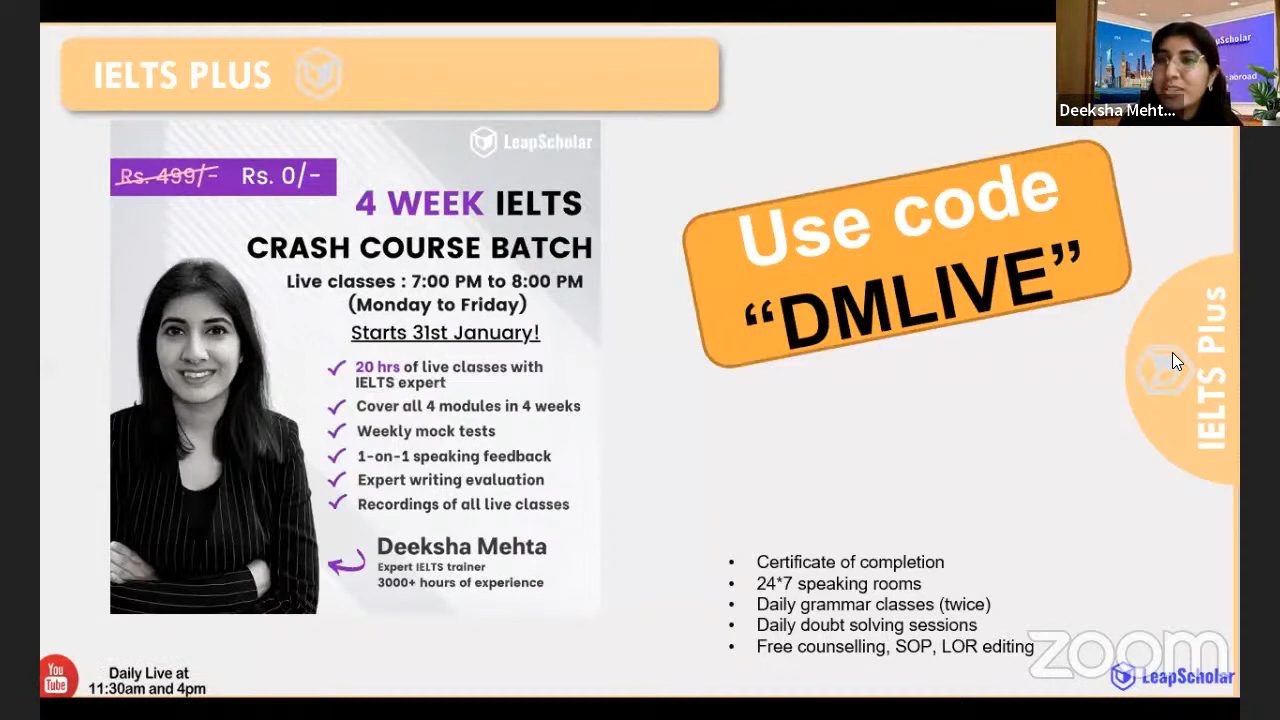 IELTS PLUS
LeapScholar
Rs. 499/- Rs. 0/-
4 WEEK IELTS
CRASH COURSE BATCH
Live classes : 7:00 PM to 8:00 PM
(Monday to Friday)
Starts 31st January!
20 hrs of live classes with
IELTS expert
Cover all 4 modules in 4 weeks
Weekly mock tests
1-on-1 speaking feedback
Expert writing evaluation
Recordings of all live classes
Deeksha Mehta
Expert IELTS trainer
3000+ hours of experience
Use code
“DMLIVE”
Deeksha Meht...
IELTS Plus
• Certificate of completion
• 24*7 speaking rooms
• Daily grammar classes (twice)
• Daily doubt solving sessions
• Free counselling, SOP, LOR editing
zoom
LeapScholar
You
Tube
Daily Live at
11:30am and 4pm